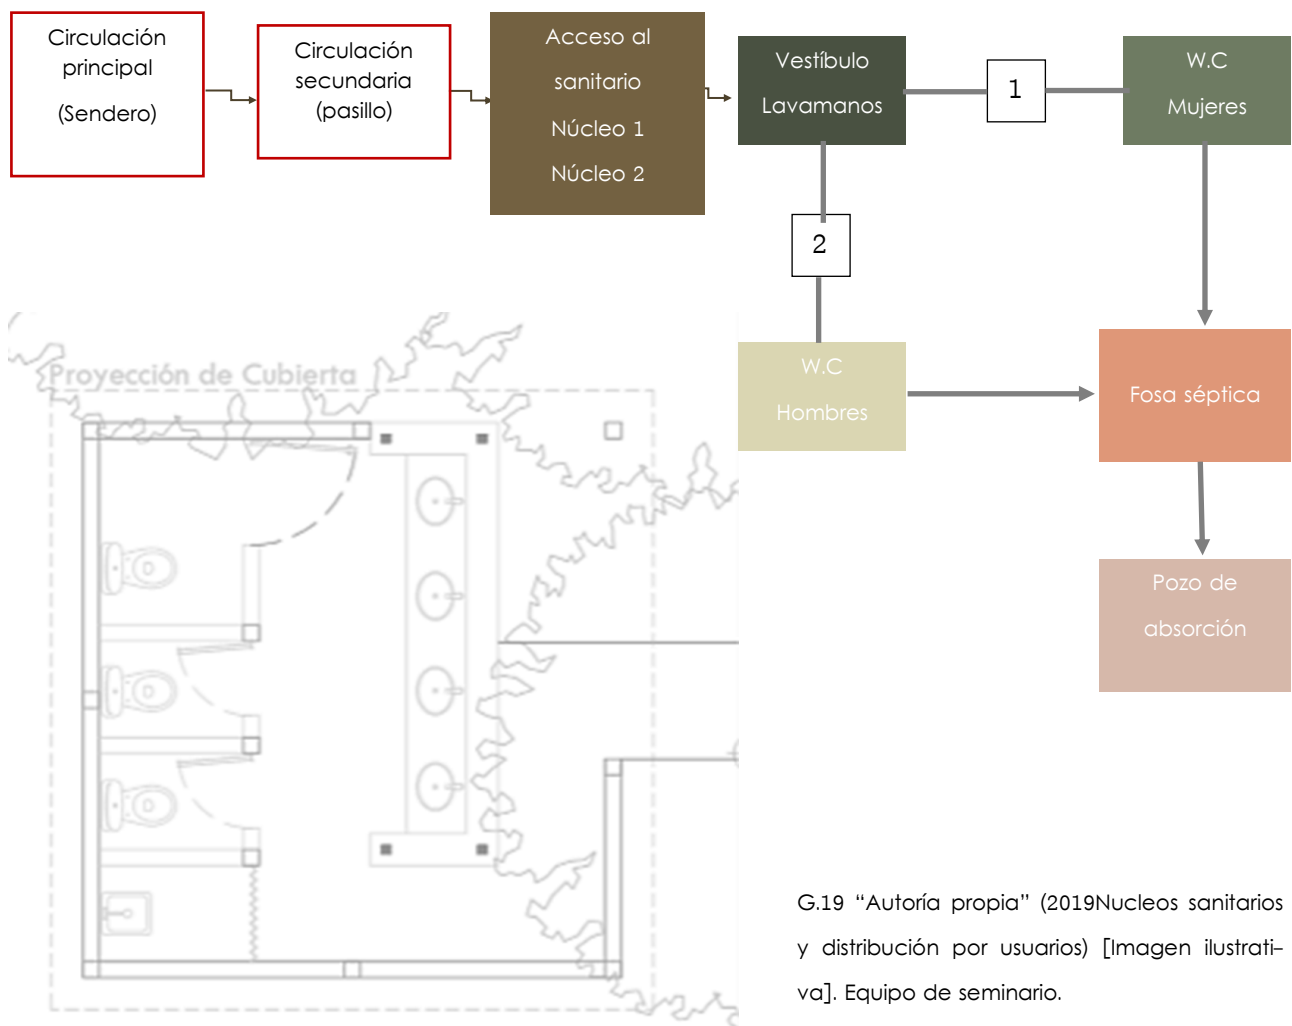 Circulación
principal
(Sendero)
Circulación
secundaria
(pasillo)
Acceso al
sanitario
Núcleo 1
Núcleo 2
Vestíbulo
Lavamanos
1
W.C
Mujeres
2
W.C
Hombres
Fosa séptica
Pozo de
absorción
Proyección de Cubierta
G.19 “Autoría propia” (2019Nucleos sanitarios
y distribución por usuarios) [Imagen ilustrati-
va]. Equipo de seminario.